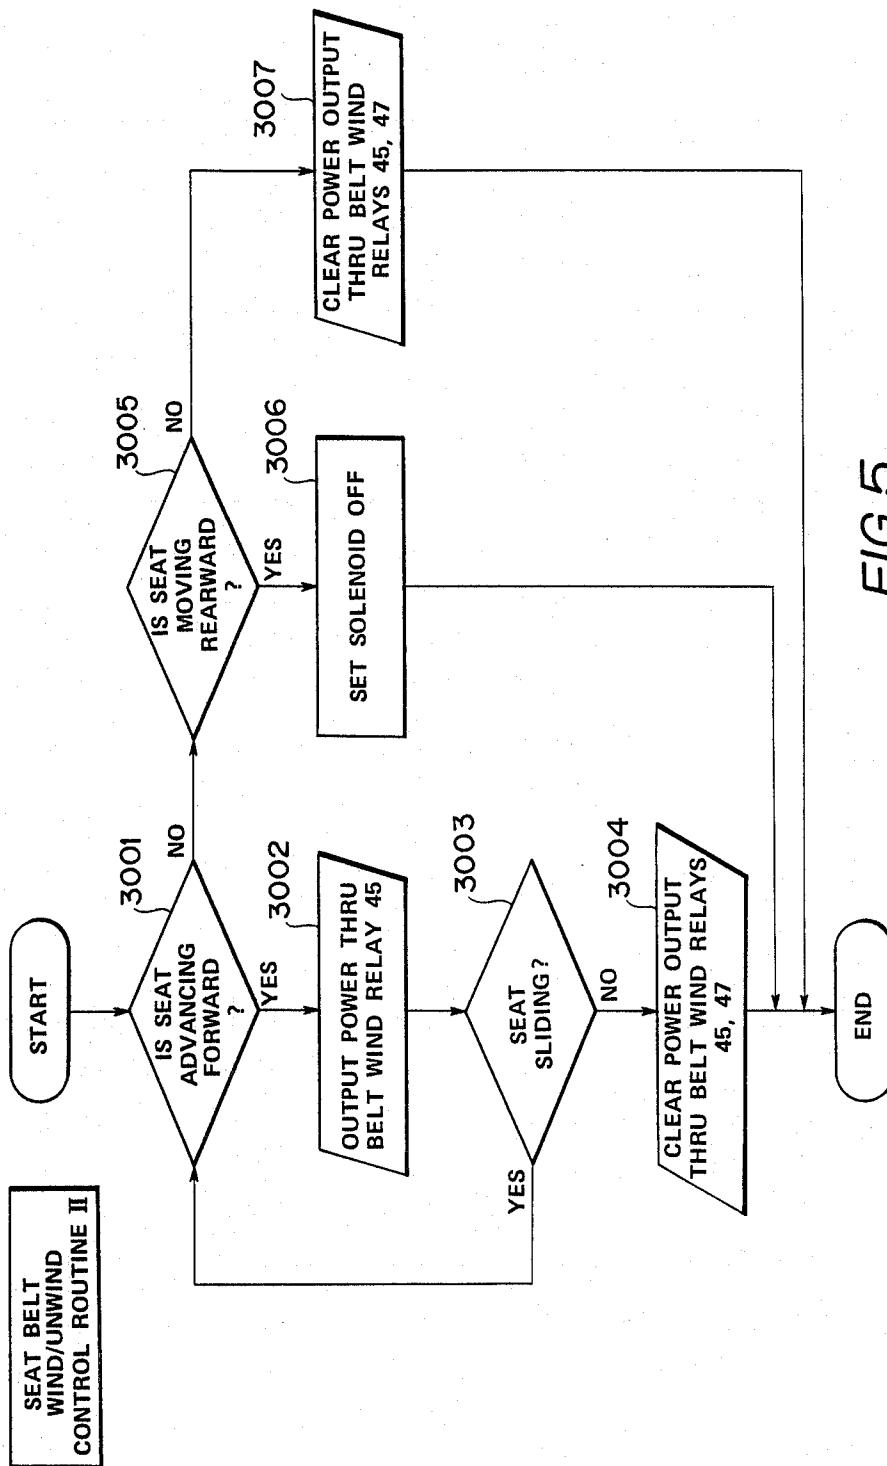 SEAT BELT
WIND/UNWIND
CONTROL ROUTINE II
START
3001
IS SEAT
ADVANCING
FORWARD
?
NO
YES
3002
OUTPUT POWER THRU
BELT WIND RELAY 45
3003
SEAT
SLIDING?
YES
NO
3004
CLEAR POWER OUTPUT
THRU BELT WIND RELAYS
45, 47
END
3005
IS SEAT
MOVING
REARWARD
?
NO
YES
3006
SET SOLENOID OFF
3007
CLEAR POWER OUTPUT
THRU BELT WIND
RELAYS 45, 47
FIG.5